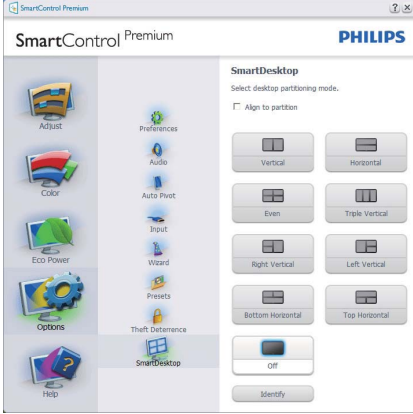 SmartControl Premium
SmartControl Premium
PHILIPS
Adjust
Color
Eco Power
Options
Help
Preferences
Audio
Auto Pivot
Input
Wizard
Presets
Theft Deterrence
SmartDesktop
SmartDesktop
Select desktop partitioning mode.
Align to partition
Vertical
Horizontal
Even
Triple Vertical
Right Vertical
Left Vertical
Bottom Horizontal
Top Horizontal
Off
Identify